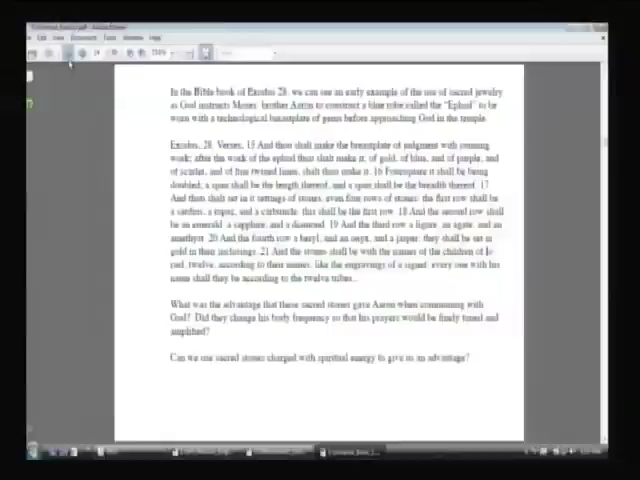 In the Bible book of Exodus 28, we can see an early example of the use of sacred jewelry
as God instructs Moses, brother Aaron to construct a blue robe called the "Ephod" to be
worn with a technological breastplate of gems before approaching God in the temple.
Exodus, 28 Verses, 15 And thou shalt make the breastplate of judgment with cunning
work; after the work of the ephod thou shalt make it; of gold, of blue, and of purple, and
of scarlet, and of fine twined linen, shalt thou make it. 16 Foursquare it shall be being
doubled; a span shall be the length thereof, and a span shall be the breadth thereof. 17
And thou shalt set in it settings of stones, even four rows of stones: the first row shall be
a sardius, a topaz, and a carbuncle: this shall be the first row. 18 And the second row shall
be an emerald, a sapphire, and a diamond. 19 And the third row a ligure, an agate, and an
amethyst. 20 And the fourth row a beryl, and an onyx, and a jasper: they shall be set in
gold in their inclosings. 21 And the stones shall be with the names of the children of Is-
rael, twelve, according to their names, like the engravings of a signet; every one with his
name shall they be according to the twelve tribes.
What was the advantage that these sacred stones gave Aaron when communing with
God? Did they change his body frequency so that his prayers would be finely tuned and
amplified?
Can we use sacred stones charged with spiritual energy to give us an advantage?